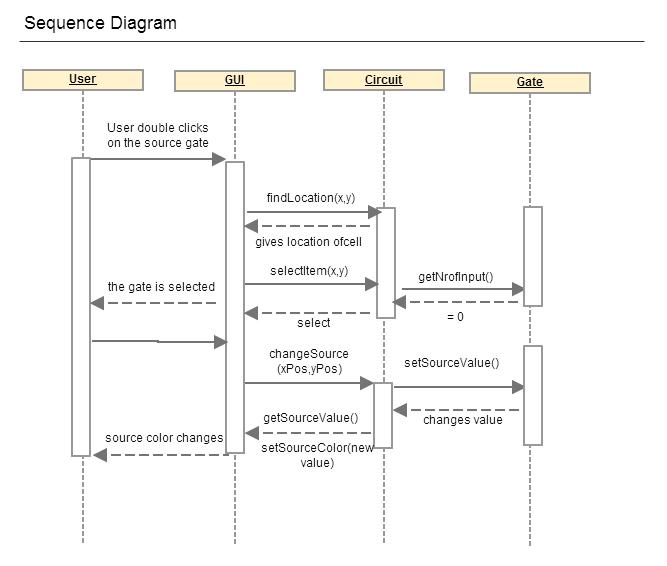 Sequence Diagram
User
GUI
Circuit
Gate
User double clicks
on the source gate
findLocation(x,y)
gives location ofcell
selectItem(x,y)
getNrofInput()
the gate is selected
= 0
select
changeSource
(xPos,yPos)
setSourceValue()
getSourceValue()
changes value
source color changes
setSourceColor(new
value)